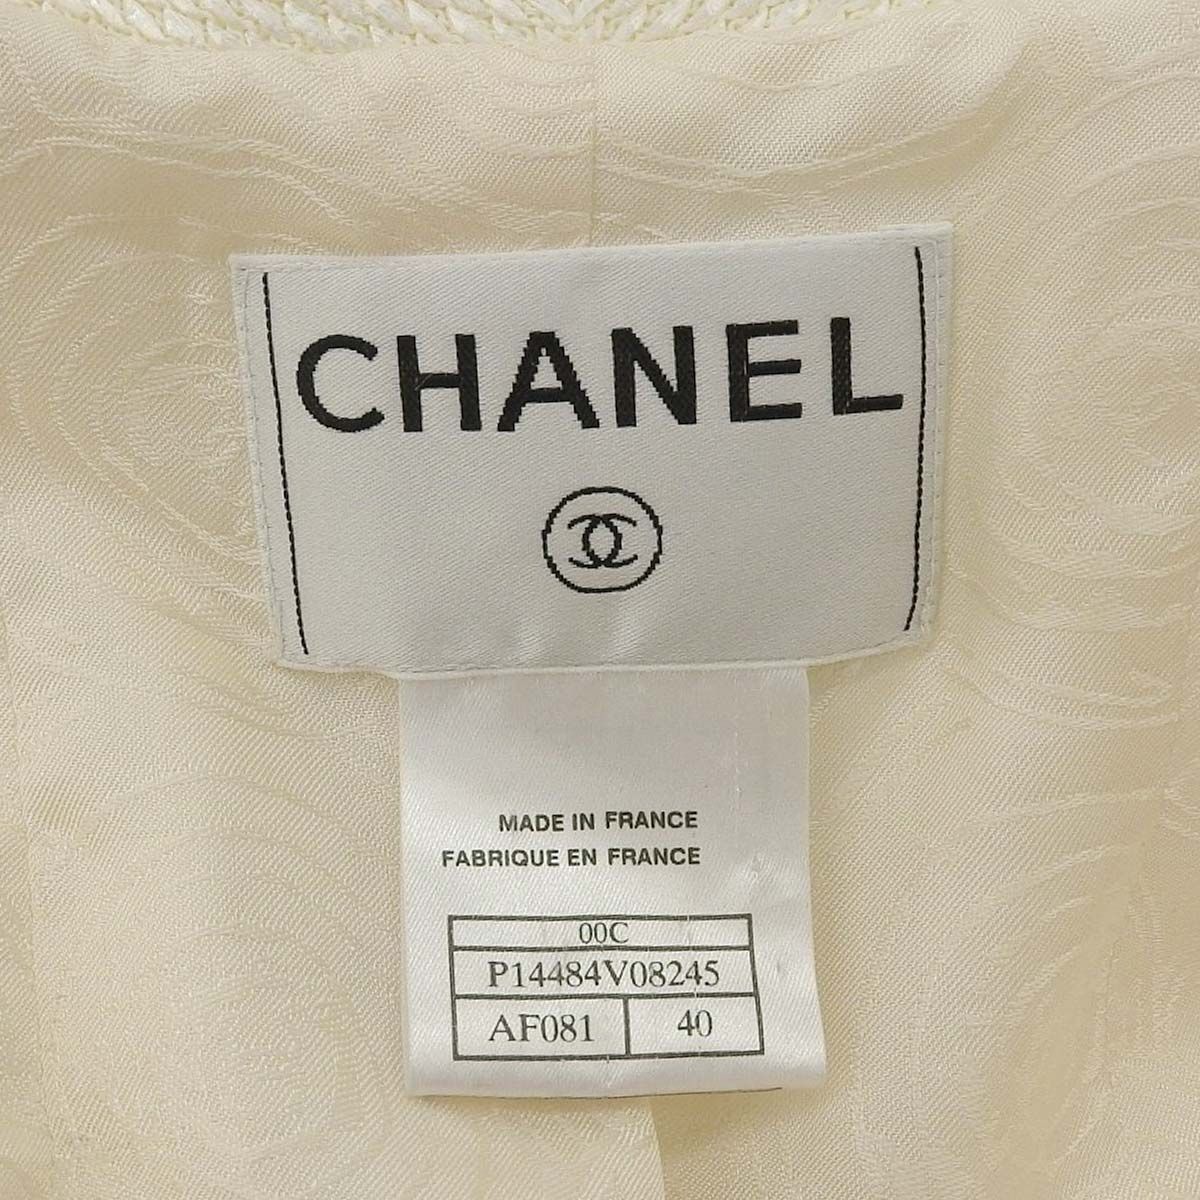 CHANEL
MADE IN FRANCE
FABRIQUE EN FRANCE
00C
P14484V08245
AF081 40